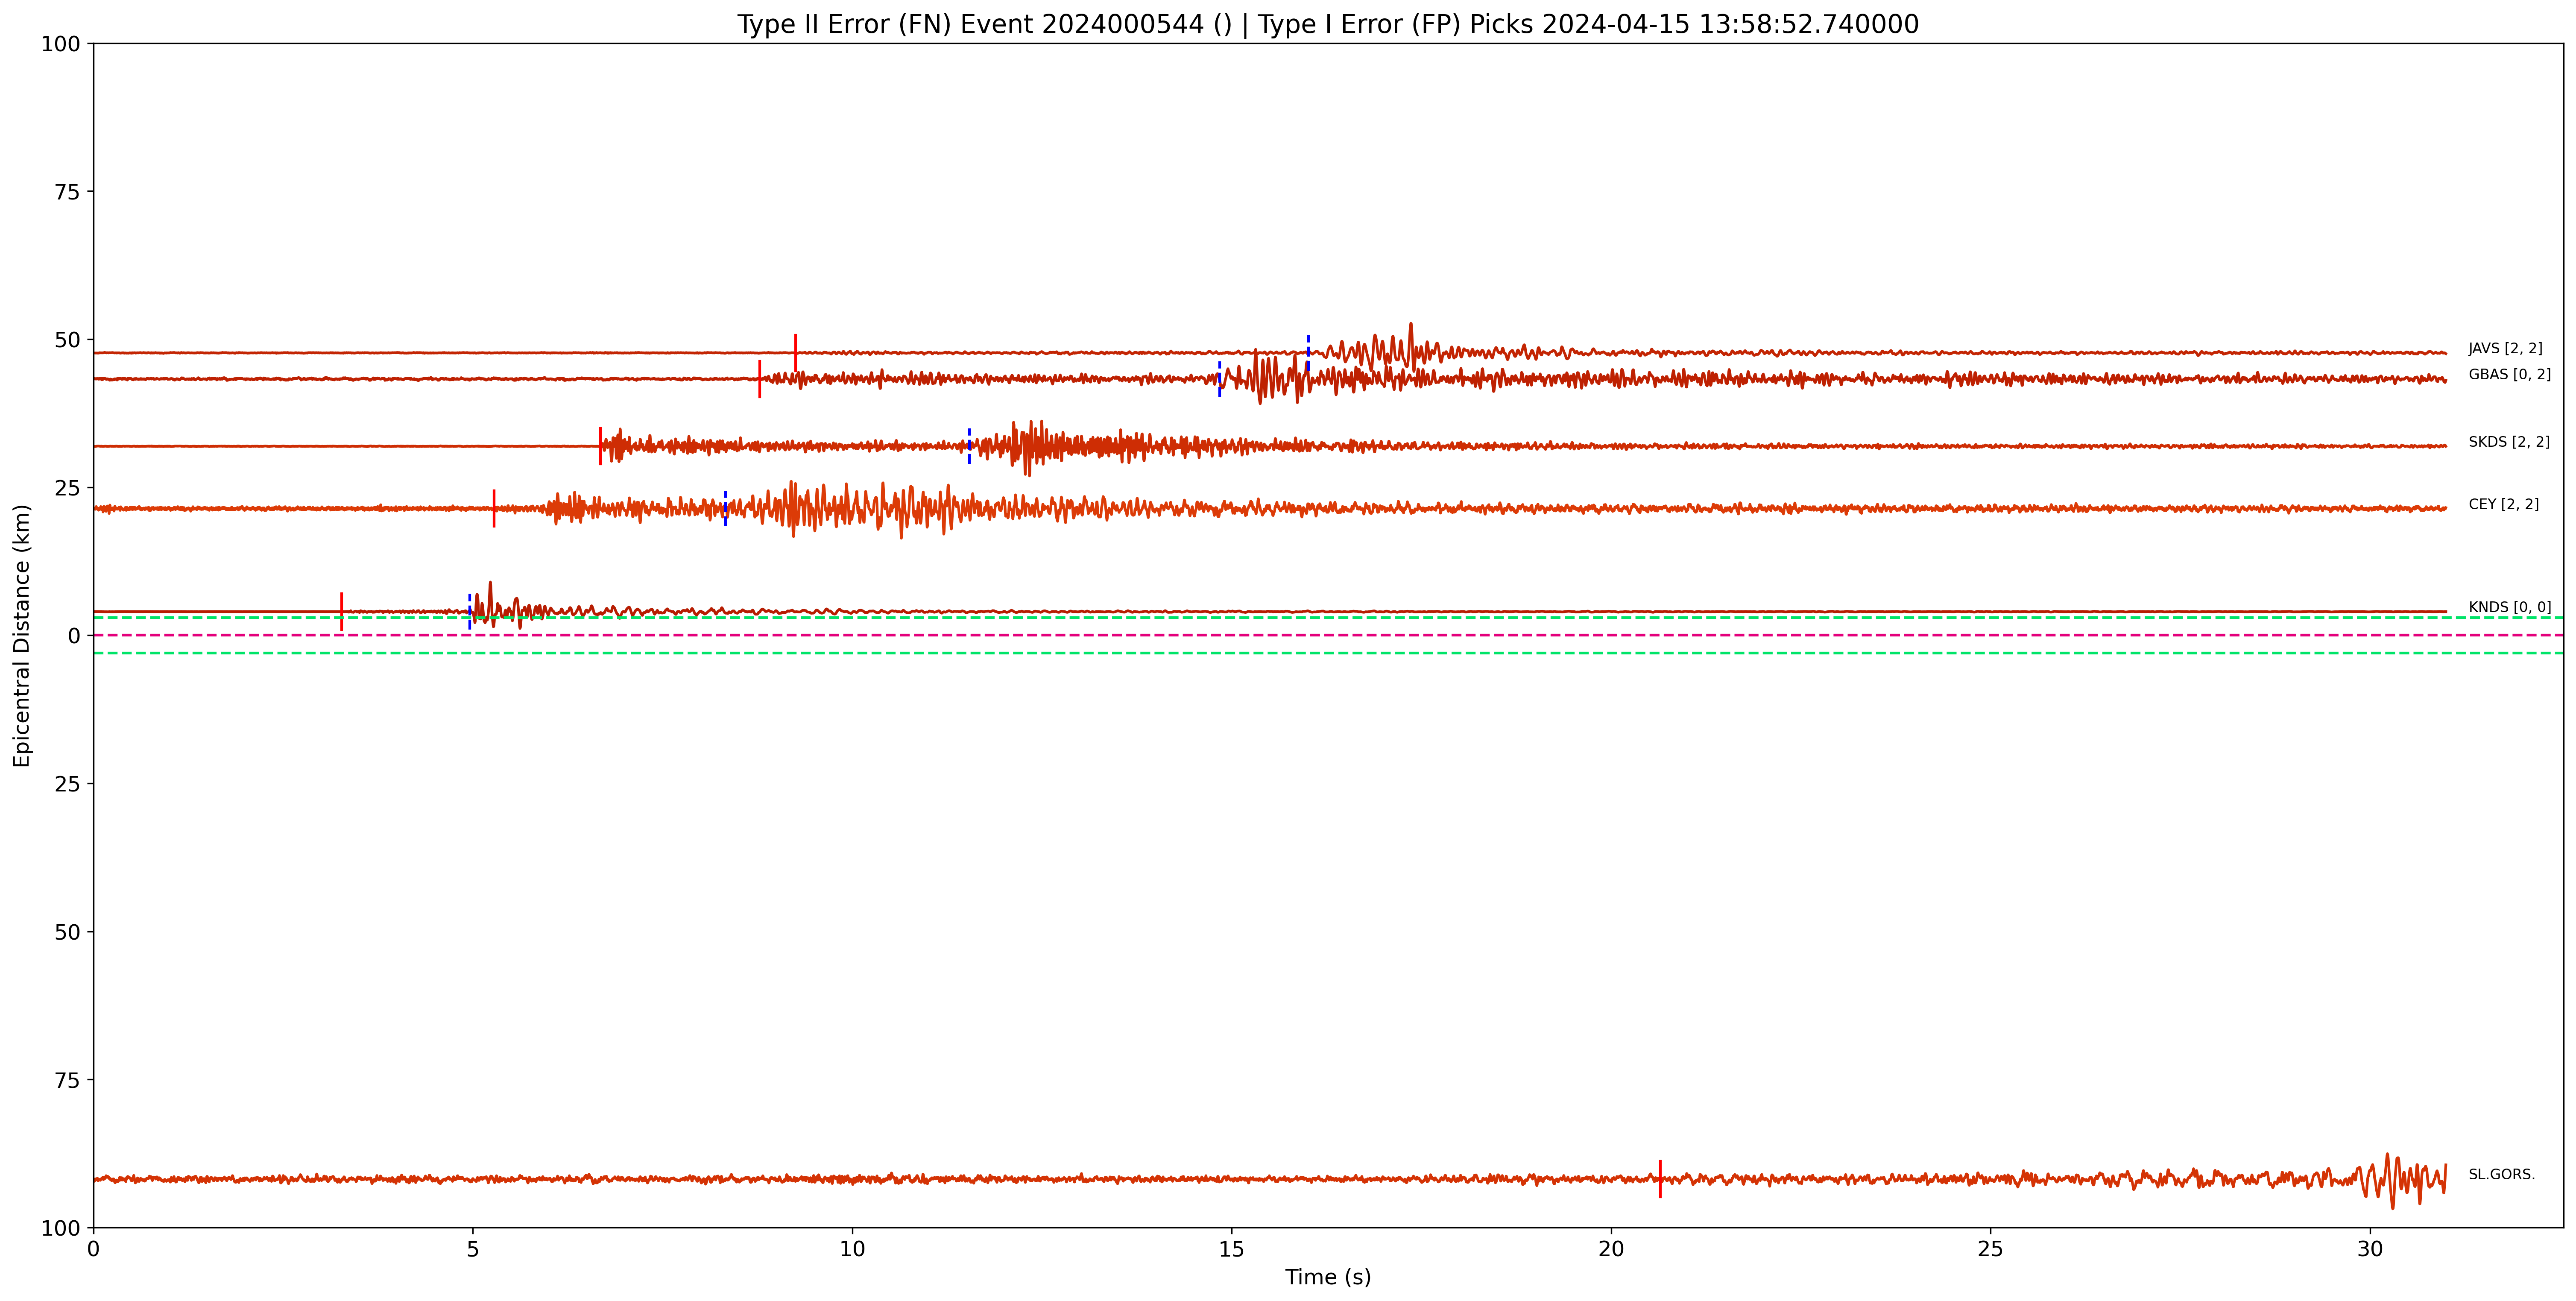 Type II Error (FN) Event 2024000544 () | Type I Error (FP) Picks 2024-04-15 13:58:52.740000
100
75
50
25
0
25
50
75
100
Epicentral Distance (km)
JAVS [2, 2]
GBAS [0, 2]
SKDS [2, 2]
CEY [2, 2]
KNDS [0, 0]
SL.GORS.
0 5 10 15 20 25 30
Time (s)